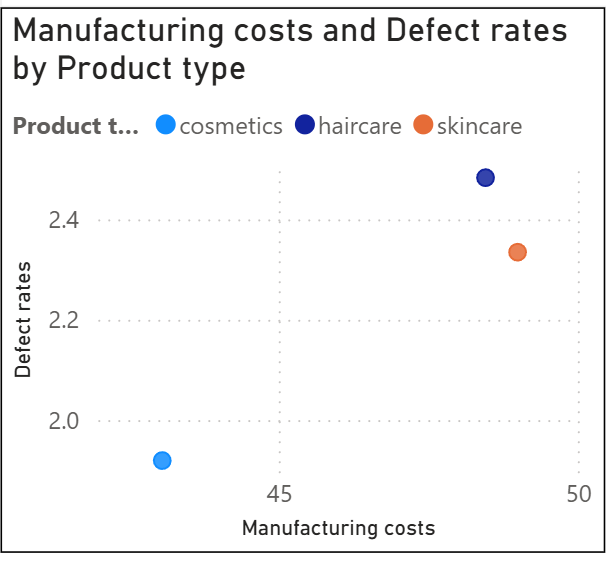 Manufacturing costs and Defect rates
by Product type
Product t... cosmetics haircare skincare
2.4
2.2
2.0
Defect rates
45 50
Manufacturing costs